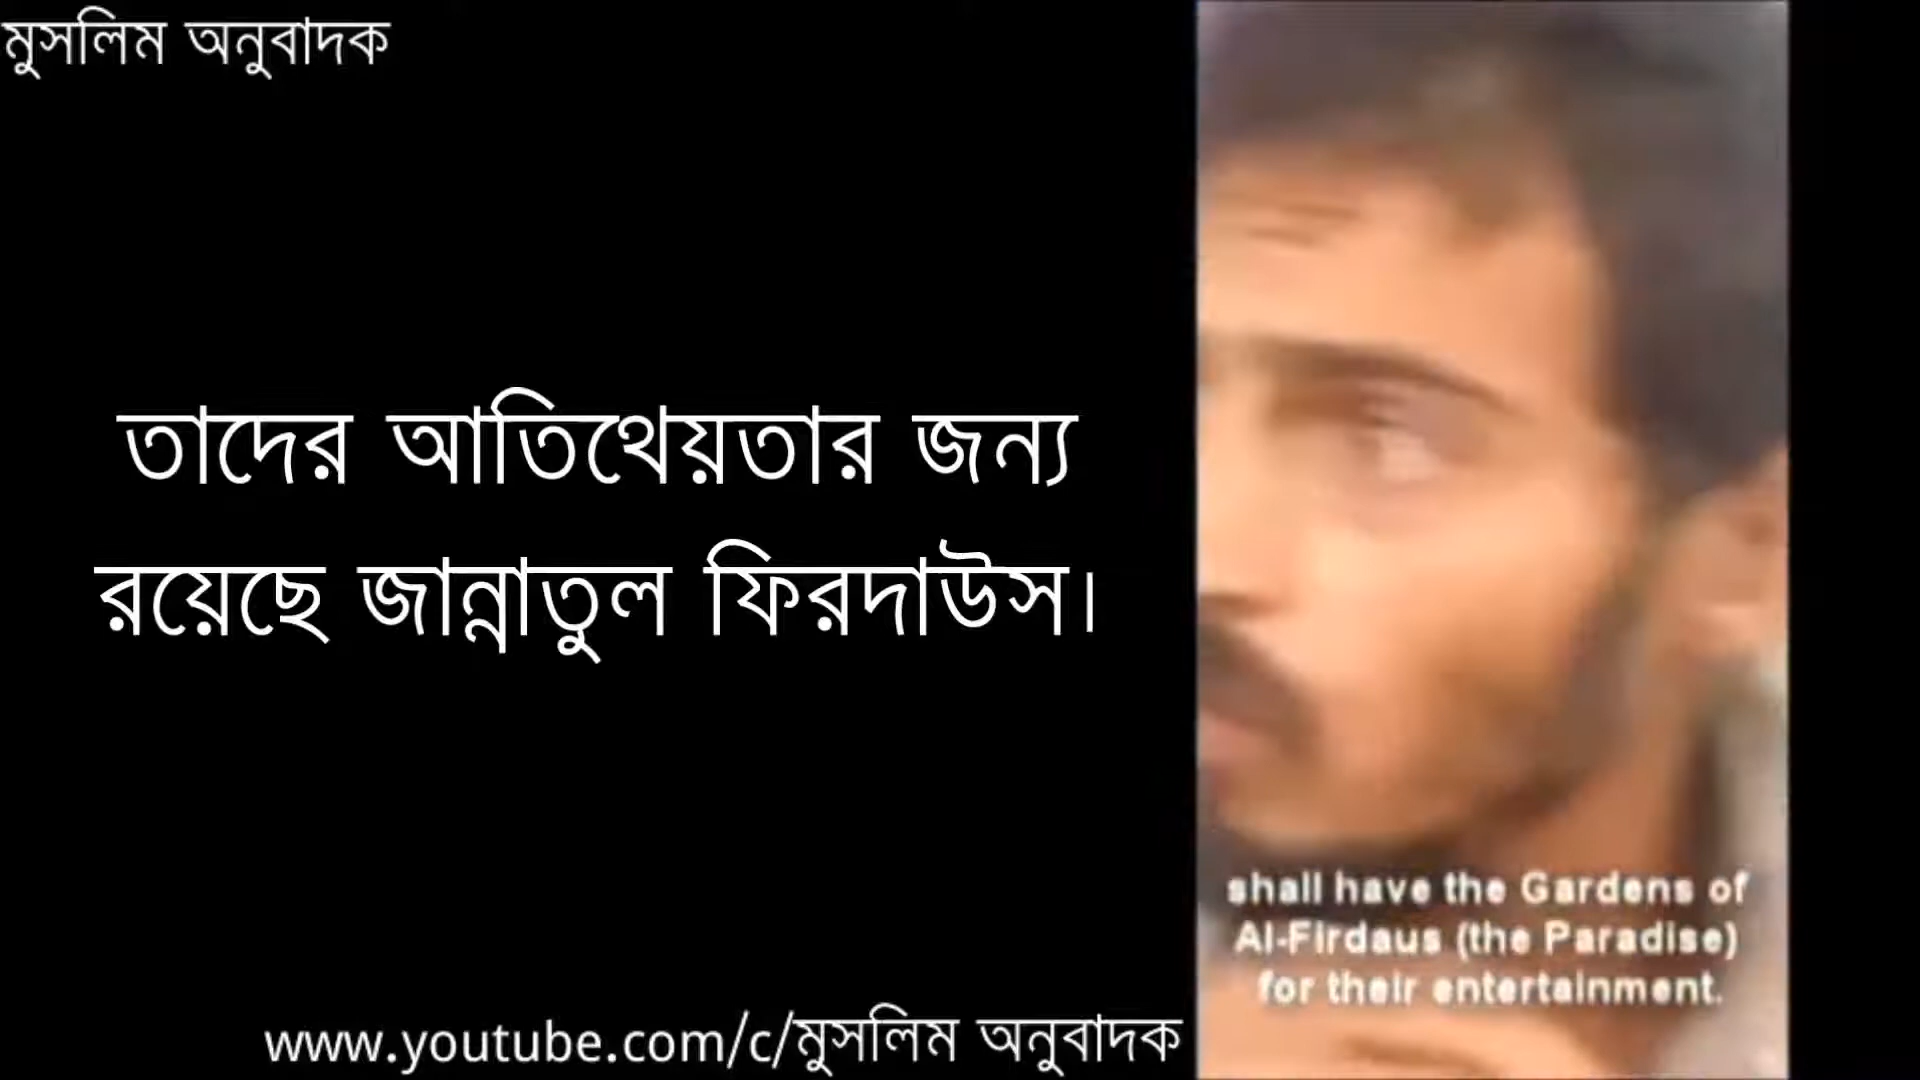 মুসলিম অনুবাদক
তাদের আতিথেয়তার জন্য
রয়েছে জান্নাতুল ফিরদাউস।
shall have the Gardens of
Al-Firdaus (the Paradise)
for their entertainment.
www.youtube.com/c/মুসলিম অনুবাদক